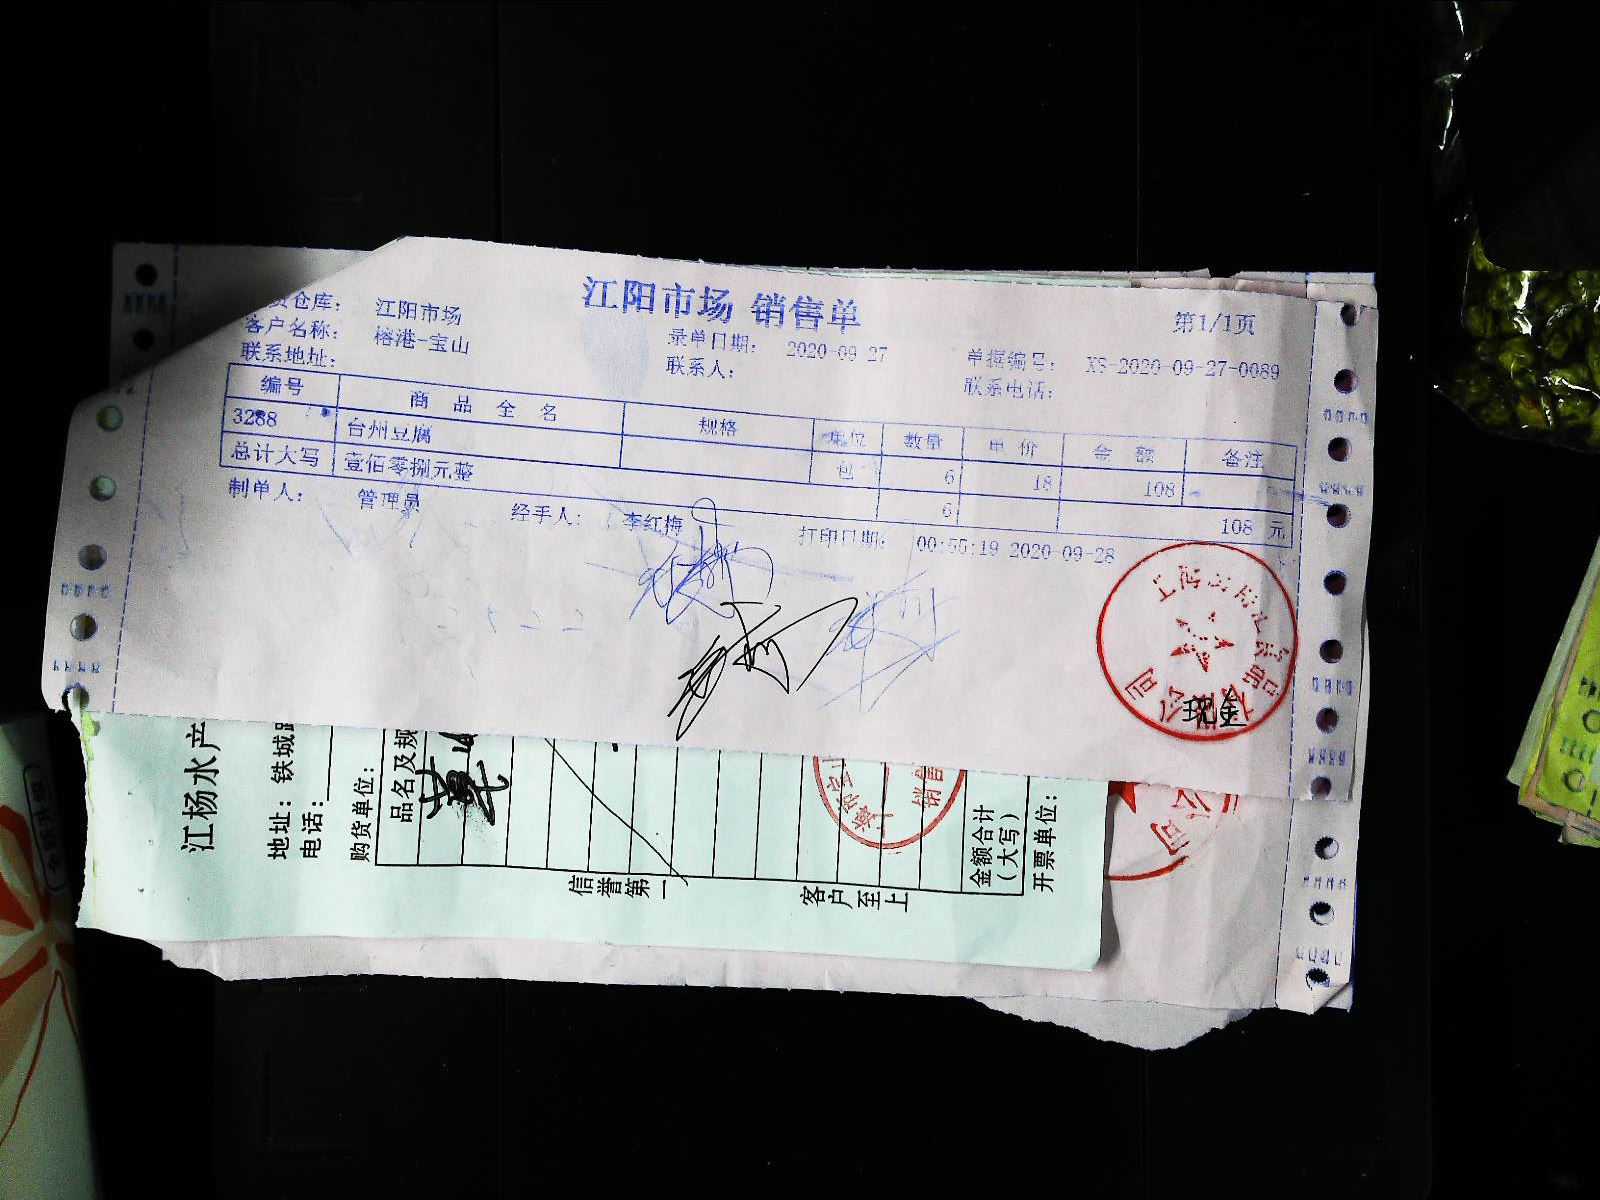 江阳市场 销售单
第1/1页
货仓库： 江阳市场
客户名称： 榕港-宝山
录单日期： 2020-09-27
单据编号： XS-2020-09-27-0089
联系地址：
联系人：
联系电话：
编号 商品全名 规格 单位 数量 单价 金额 备注
3288 台州豆腐 包 6 18 108
总计大写 壹佰零捌元整 6 108 元
制单人： 管理员 经手人： 李红梅 打印日期： 00:55:19 2020-09-28
公司
现金
江杨水产
地址：铁城路
电话：
购货单位：
品名及规
信誉第一
客户至上
销售
金额合计
（大写）
开票单位：
公司